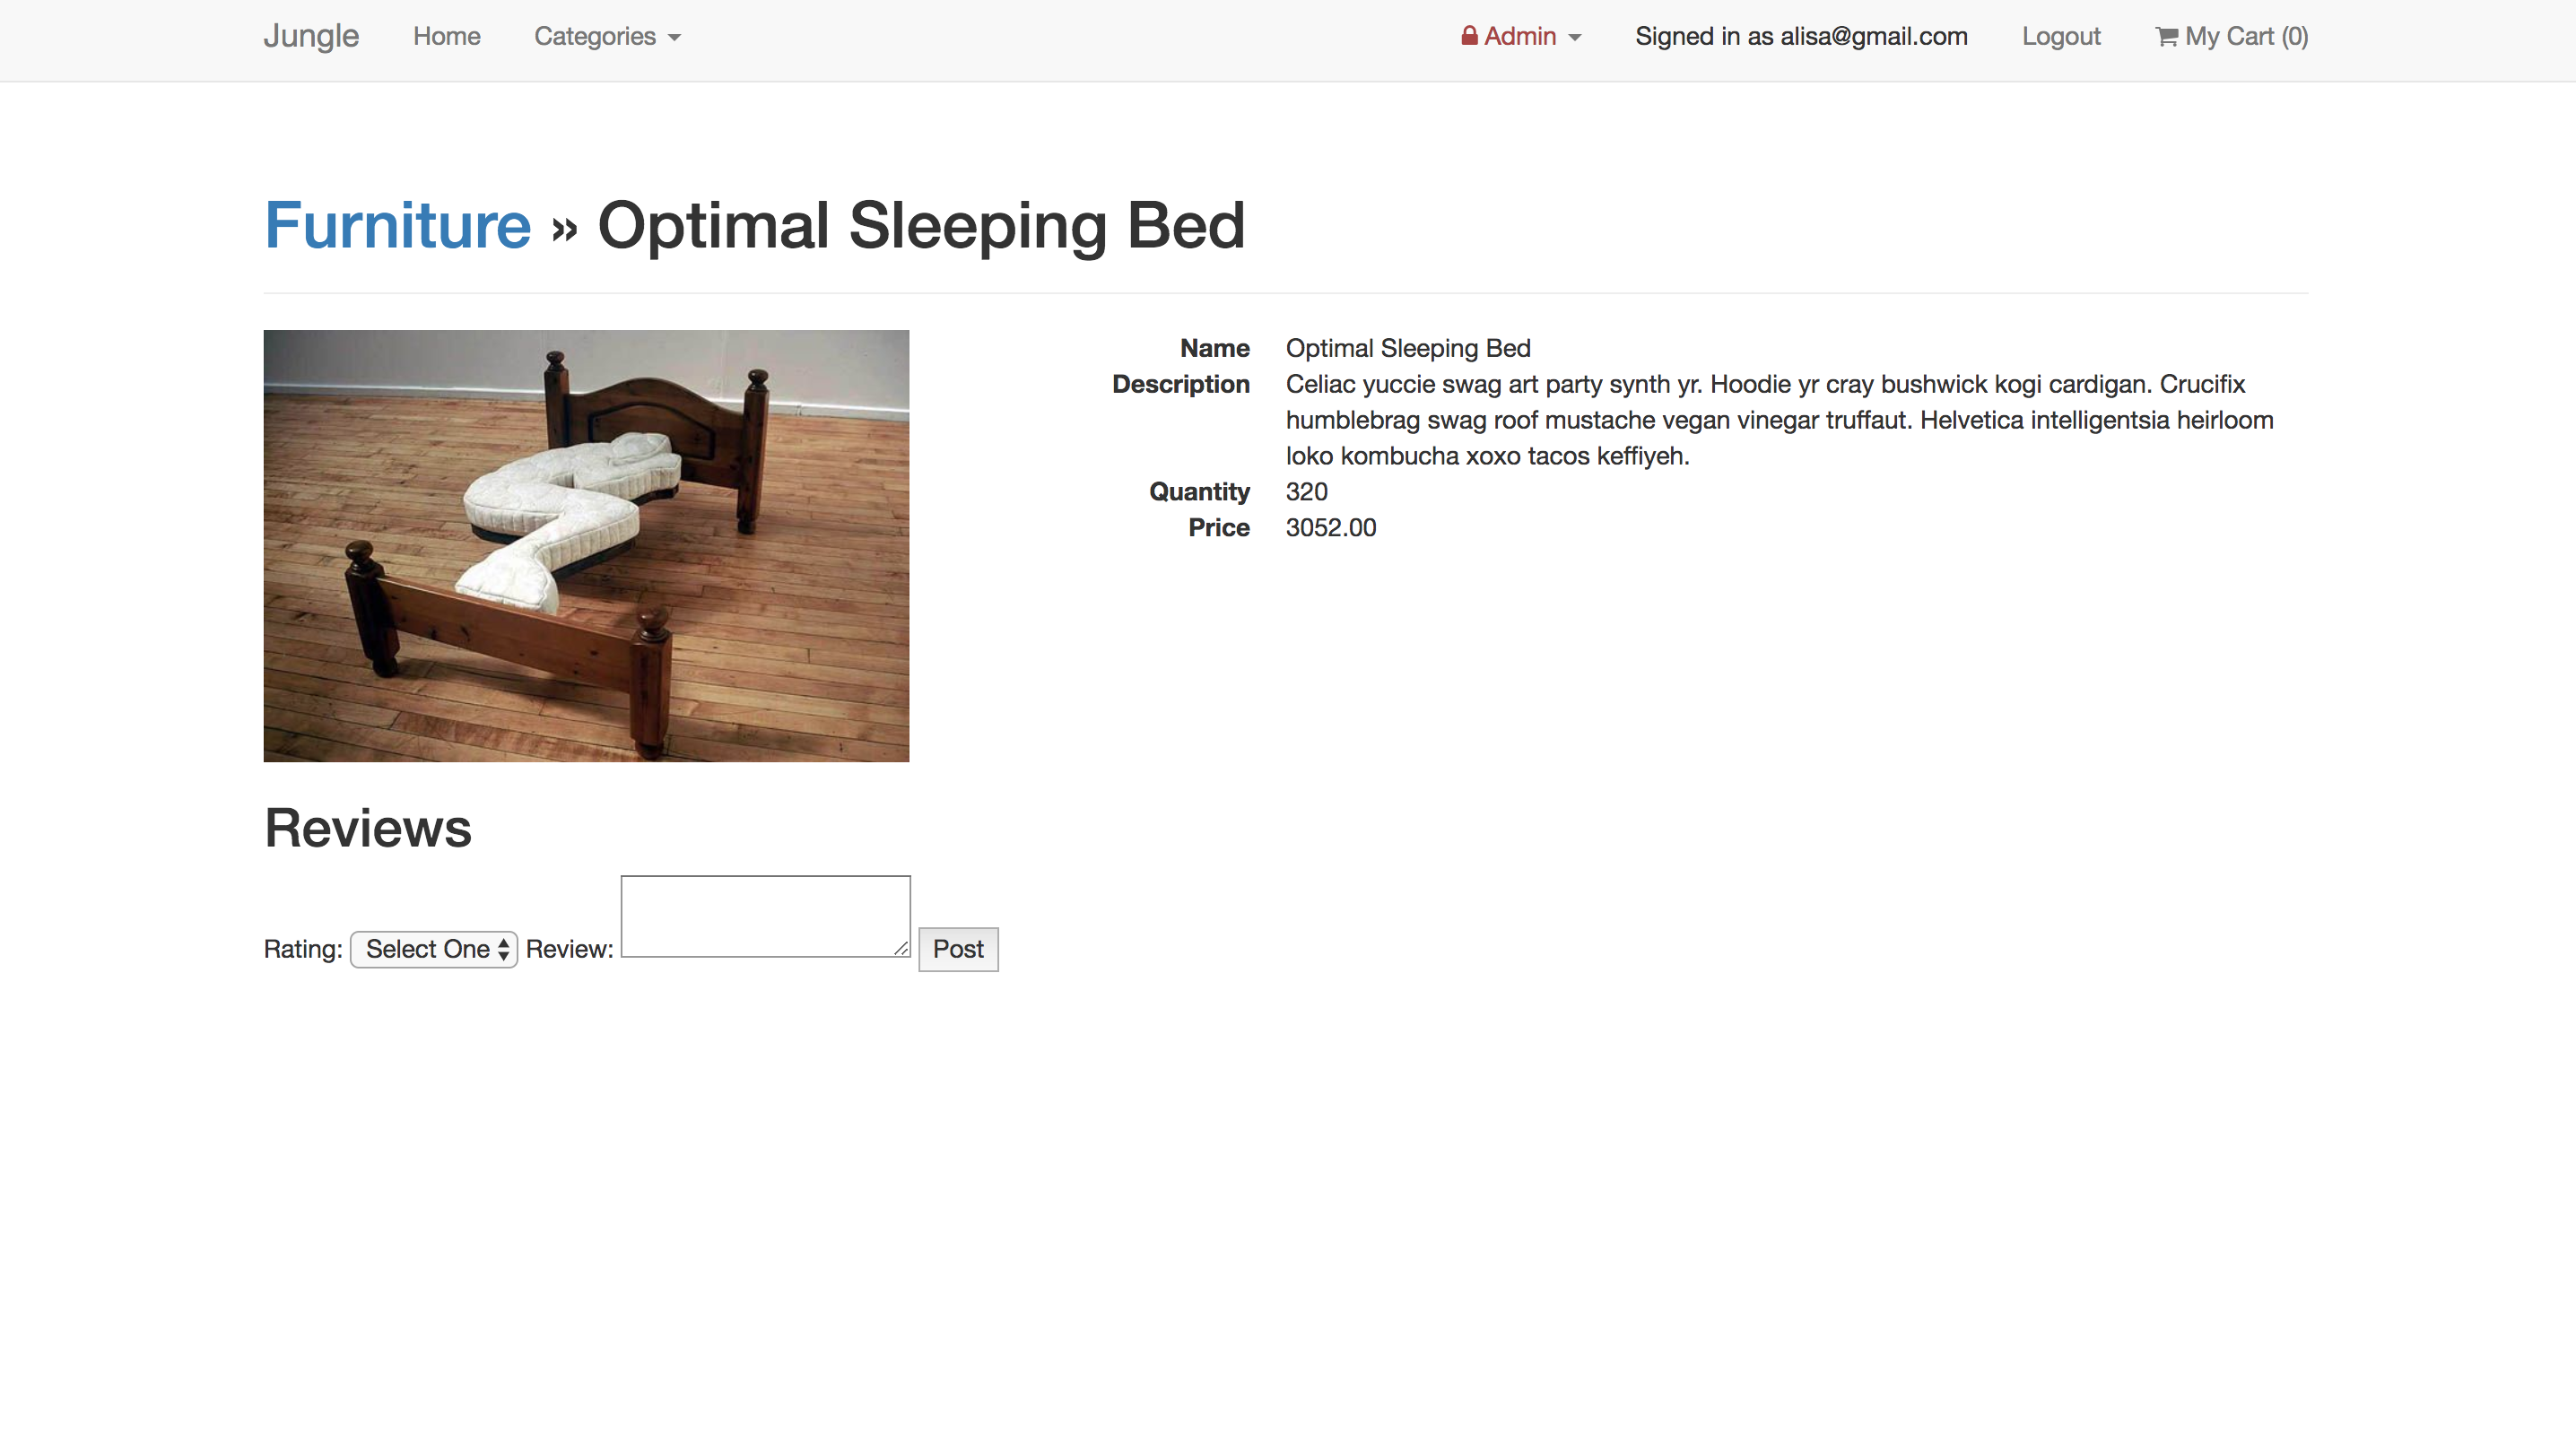 Jungle Home Categories Admin Signed in as alisa@gmail.com Logout My Cart (0)
Furniture » Optimal Sleeping Bed
Name Optimal Sleeping Bed
Description Celiac yuccie swag art party synth yr. Hoodie yr cray bushwick kogi cardigan. Crucifix
humblebrag swag roof mustache vegan vinegar truffaut. Helvetica intelligentsia heirloom
loko kombucha xoxo tacos keffiyeh.
Quantity 320
Price 3052.00
Reviews
Rating: Select One Review: Post